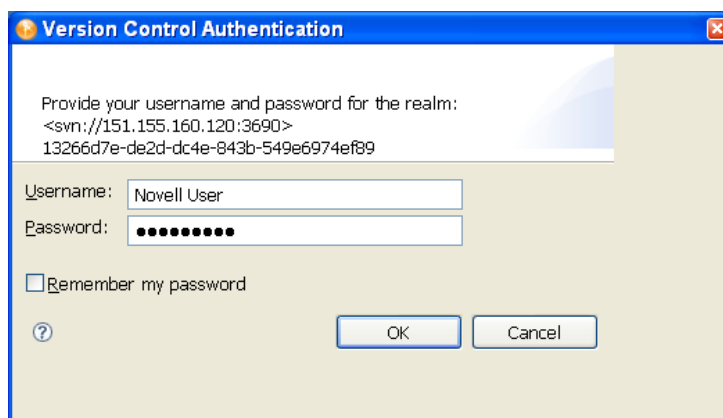 Version Control Authentication
Provide your username and password for the realm:
<svn://151.155.160.120:3690>
13266d7e-de2d-dc4e-843b-549e6974ef89
Username: Novell User
Password: ●●●●●●●●●
Remember my password
? OK Cancel